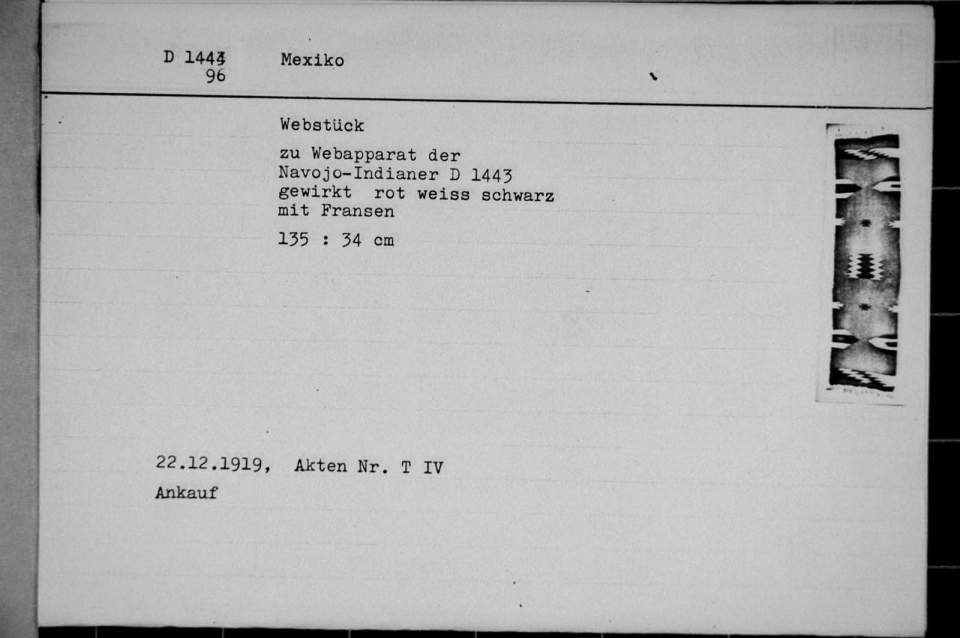 D 1443 Mexiko
96
Webstück
zu Webapparat der
Navojo-Indianer D 1443
gewirkt rot weiss schwarz
mit Fransen
135 : 34 cm
22.12.1919, Akten Nr. T IV
Ankauf